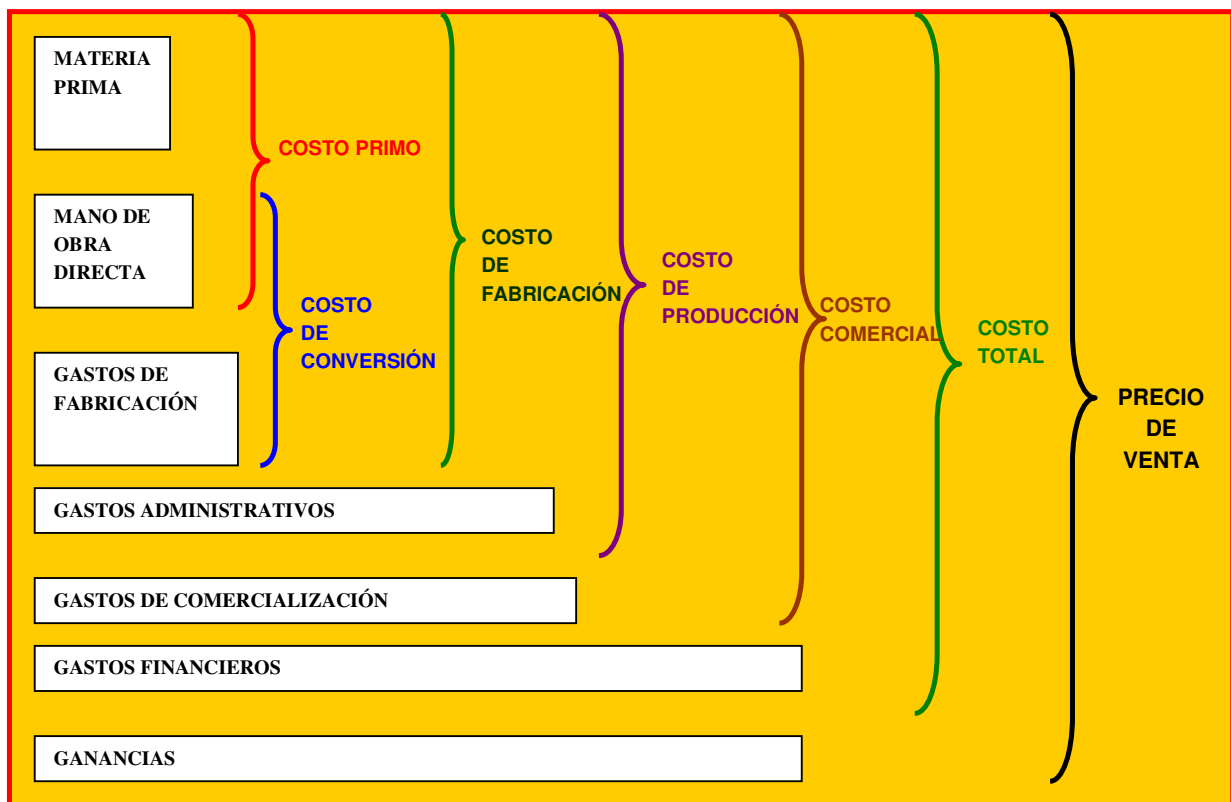 MATERIA
PRIMA
COSTO PRIMO
MANO DE
OBRA
DIRECTA
COSTO
DE
CONVERSIÓN
GASTOS DE
FABRICACIÓN
COSTO
DE
FABRICACIÓN
COSTO
DE
PRODUCCIÓN
COSTO
COMERCIAL
COSTO
TOTAL
PRECIO
DE
VENTA
GASTOS ADMINISTRATIVOS
GASTOS DE COMERCIALIZACIÓN
GASTOS FINANCIEROS
GANANCIAS